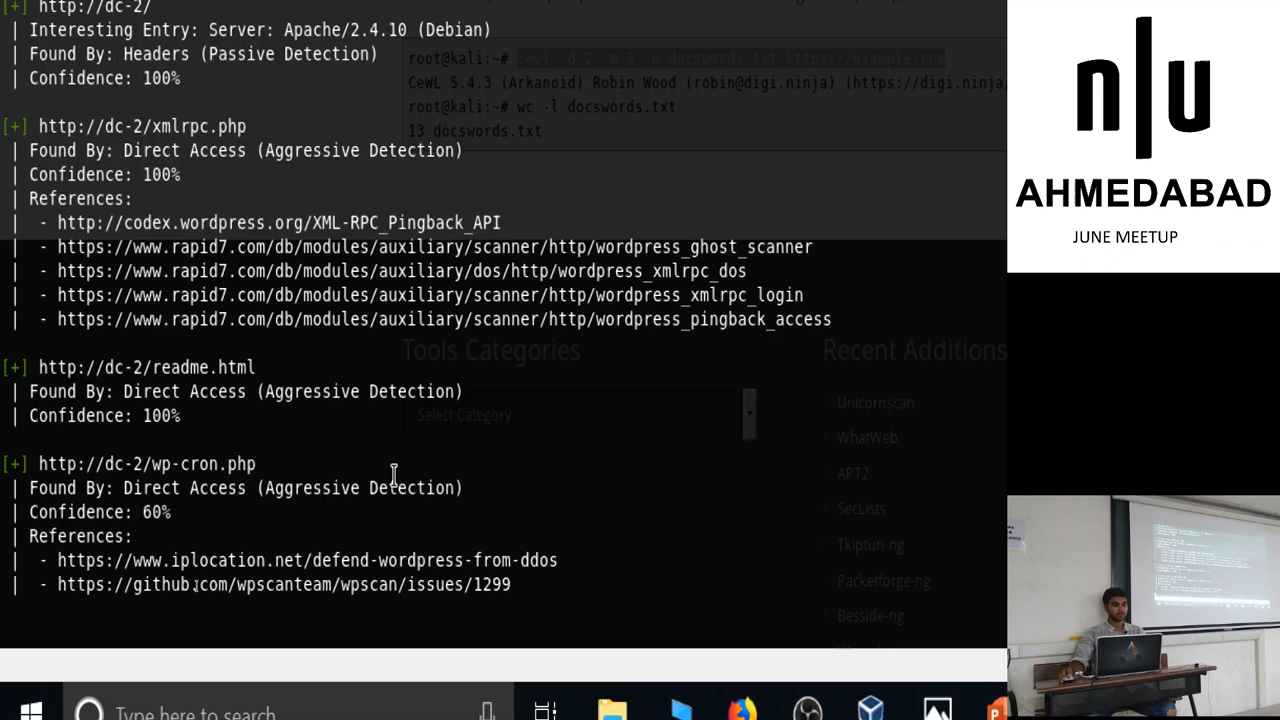 [+] http://dc-2/
| Interesting Entry: Server: Apache/2.4.10 (Debian)
| Found By: Headers (Passive Detection)
| Confidence: 100%
[+] http://dc-2/xmlrpc.php
| Found By: Direct Access (Aggressive Detection)
| Confidence: 100%
| References:
| - http://codex.wordpress.org/XML-RPC_Pingback_API
| - https://www.rapid7.com/db/modules/auxiliary/scanner/http/wordpress_ghost_scanner
| - https://www.rapid7.com/db/modules/auxiliary/dos/http/wordpress_xmlrpc_dos
| - https://www.rapid7.com/db/modules/auxiliary/scanner/http/wordpress_xmlrpc_login
| - https://www.rapid7.com/db/modules/auxiliary/scanner/http/wordpress_pingback_access
[+] http://dc-2/readme.html
| Found By: Direct Access (Aggressive Detection)
| Confidence: 100%
[+] http://dc-2/wp-cron.php
| Found By: Direct Access (Aggressive Detection)
| Confidence: 60%
| References:
| - https://www.iplocation.net/defend-wordpress-from-ddos
| - https://github.com/wpscanteam/wpscan/issues/1299
root@kali:~# cewl -d 2 -m 5 -w docswords.txt https://example.com
CeWL 5.4.3 (Arkanoid) Robin Wood (robin@digi.ninja) (https://digi.ninja/
root@kali:~# wc -l docswords.txt
13 docswords.txt
Tools Categories
Select Category
Recent Additions
Unicornscan
WhatWeb
APT2
SecLists
Tkiptun-ng
Packetforge-ng
Besside-ng
Type here to search
n|u
AHMEDABAD
JUNE MEETUP